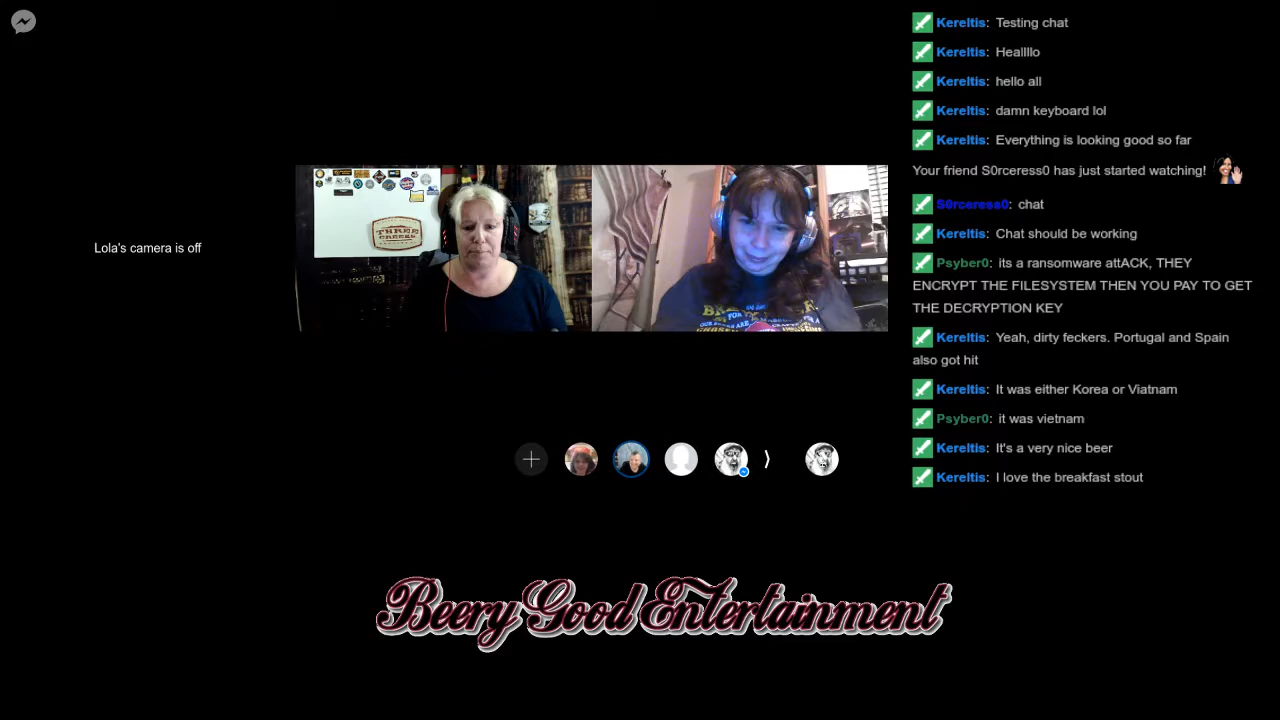 Lola's camera is off
THREE
CREEKS
Kereltis: Testing chat
Kereltis: Heallllo
Kereltis: hello all
Kereltis: damn keyboard lol
Kereltis: Everything is looking good so far
Your friend S0rceress0 has just started watching!
S0rceress0: chat
Kereltis: Chat should be working
Psyber0: its a ransomware attACK, THEY
ENCRYPT THE FILESYSTEM THEN YOU PAY TO GET
THE DECRYPTION KEY
Kereltis: Yeah, dirty feckers. Portugal and Spain
also got hit
Kereltis: It was either Korea or Viatnam
Psyber0: it was vietnam
Kereltis: It's a very nice beer
Kereltis: I love the breakfast stout
Beery Good Entertainment